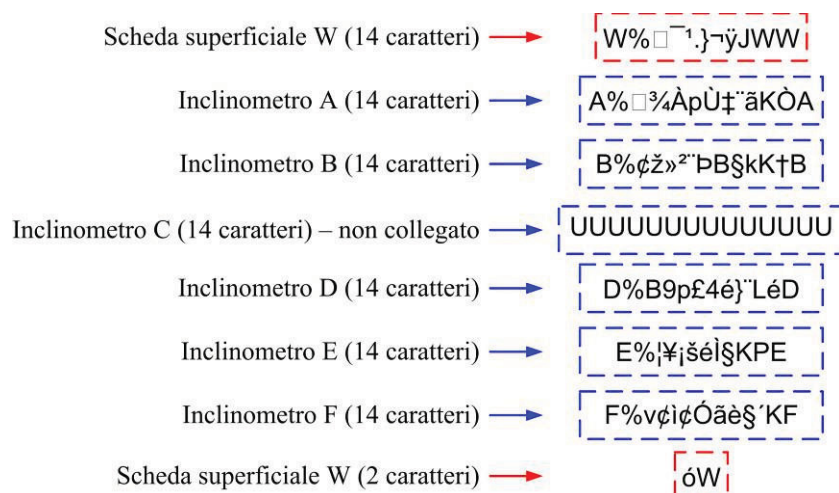 Scheda superficiale W (14 caratteri) W%□¯¹.}¬ÿJWW
Inclinometro A (14 caratteri) A%□¾ÀpÙ‡¨ãKÒA
Inclinometro B (14 caratteri) B%¢ž»²¨ÞB§kK†B
Inclinometro C (14 caratteri) – non collegato UUUUUUUUUUUUUU
Inclinometro D (14 caratteri) D%B9p£4é}¨LéD
Inclinometro E (14 caratteri) E%¦¥¡šéÌ§KPE
Inclinometro F (14 caratteri) F%v¢ì¢Óãè§´KF
Scheda superficiale W (2 caratteri) óW